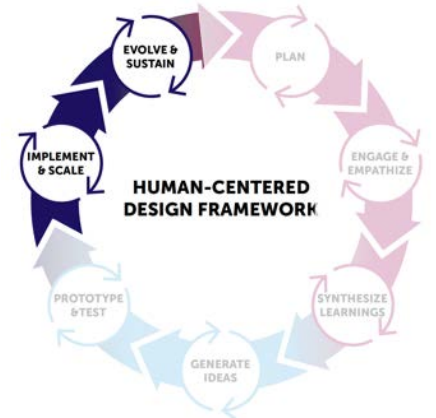 EVOLVE &
SUSTAIN
PLAN
IMPLEMENT
& SCALE
ENGAGE &
EMPATHIZE
HUMAN-CENTERED
DESIGN FRAMEWORK
PROTOTYPE
&TEST
SYNTHESIZE
LEARNINGS
GENERATE
IDEAS